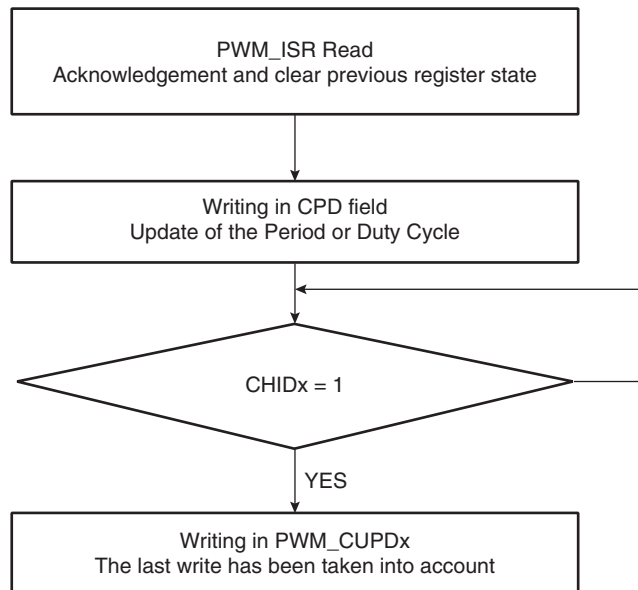 PWM_ISR Read
Acknowledgement and clear previous register state
Writing in CPD field
Update of the Period or Duty Cycle
CHIDx = 1
YES
Writing in PWM_CUPDx
The last write has been taken into account